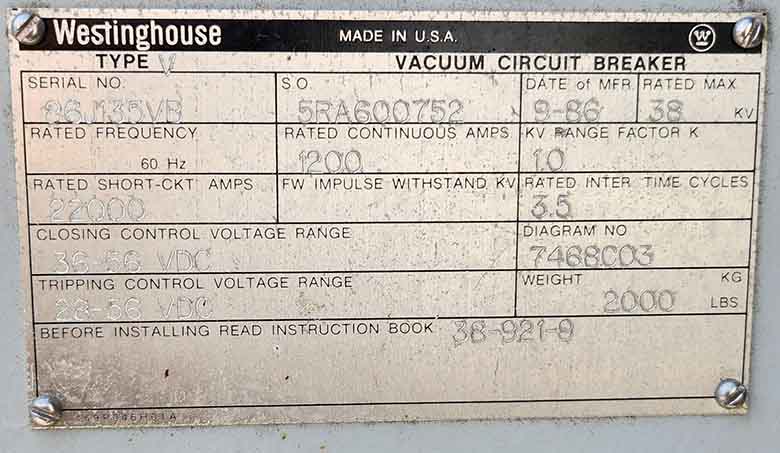 Westinghouse MADE IN U.S.A. W
TYPE V VACUUM CIRCUIT BREAKER
SERIAL NO. S.O. DATE of MFR. RATED MAX
86J135VB 5RA600752 9-86 38 KV
RATED FREQUENCY RATED CONTINUOUS AMPS KV RANGE FACTOR K
60 Hz 1200 1.0
RATED SHORT-CKT AMPS FW IMPULSE WITHSTAND KV RATED INTER TIME CYCLES
22000 3.5
CLOSING CONTROL VOLTAGE RANGE DIAGRAM NO
36-56 VDC 7468C03
TRIPPING CONTROL VOLTAGE RANGE WEIGHT KG
28-56 VDC 2000 LBS
BEFORE INSTALLING READ INSTRUCTION BOOK 38-921-9